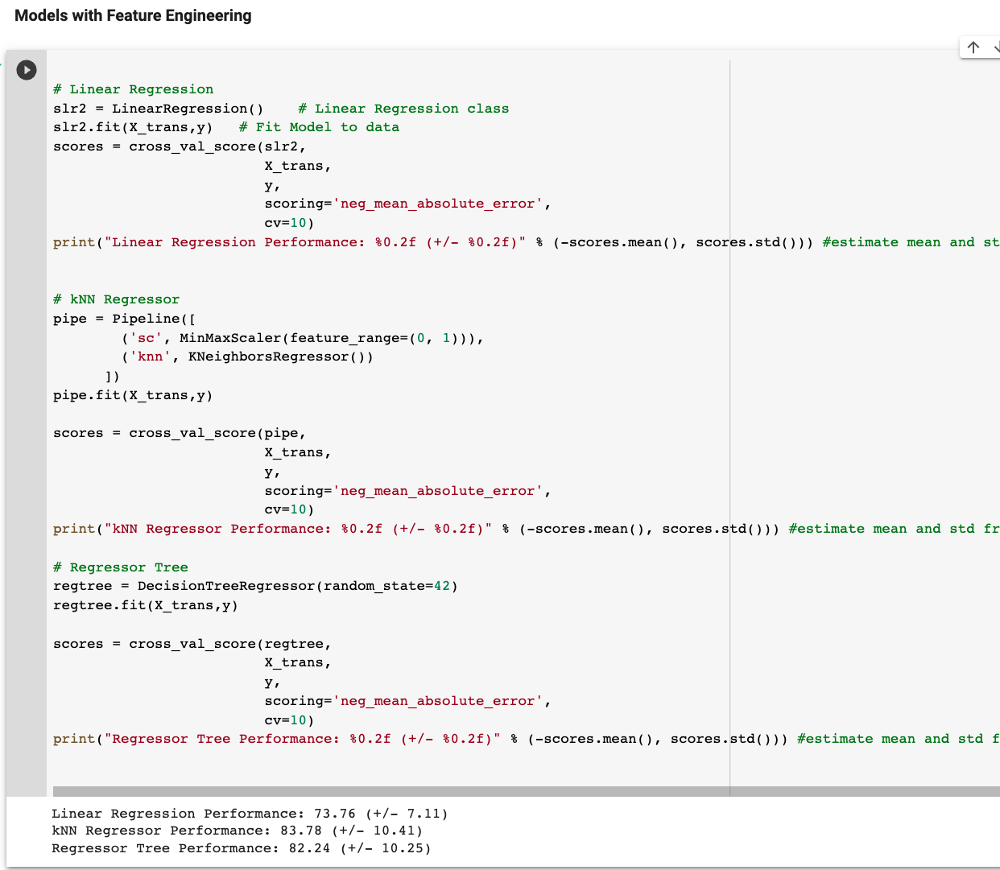 Models with Feature Engineering
# Linear Regression
slr2 = LinearRegression()    # Linear Regression class
slr2.fit(X_trans,y)   # Fit Model to data
scores = cross_val_score(slr2,
                         X_trans,
                         y,
                         scoring='neg_mean_absolute_error',
                         cv=10)
print("Linear Regression Performance: %0.2f (+/- %0.2f)" % (-scores.mean(), scores.std())) #estimate mean and st
# kNN Regressor
pipe = Pipeline([
        ('sc', MinMaxScaler(feature_range=(0, 1))),
        ('knn', KNeighborsRegressor())
      ])
pipe.fit(X_trans,y)
scores = cross_val_score(pipe,
                         X_trans,
                         y,
                         scoring='neg_mean_absolute_error',
                         cv=10)
print("kNN Regressor Performance: %0.2f (+/- %0.2f)" % (-scores.mean(), scores.std())) #estimate mean and std fr
# Regressor Tree
regtree = DecisionTreeRegressor(random_state=42)
regtree.fit(X_trans,y)
scores = cross_val_score(regtree,
                         X_trans,
                         y,
                         scoring='neg_mean_absolute_error',
                         cv=10)
print("Regressor Tree Performance: %0.2f (+/- %0.2f)" % (-scores.mean(), scores.std())) #estimate mean and std f
Linear Regression Performance: 73.76 (+/- 7.11)
kNN Regressor Performance: 83.78 (+/- 10.41)
Regressor Tree Performance: 82.24 (+/- 10.25)